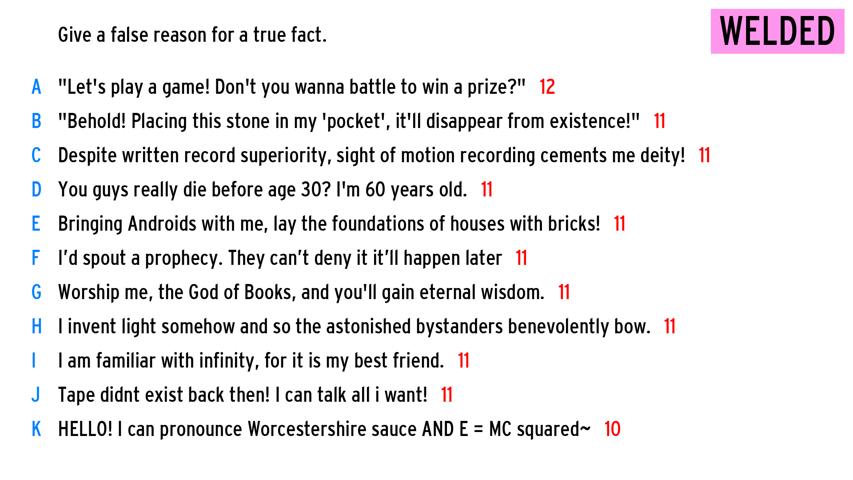 Give a false reason for a true fact.
WELDED
A "Let's play a game! Don't you wanna battle to win a prize?" 12
B "Behold! Placing this stone in my 'pocket', it'll disappear from existence!" 11
C Despite written record superiority, sight of motion recording cements me deity! 11
D You guys really die before age 30? I'm 60 years old. 11
E Bringing Androids with me, lay the foundations of houses with bricks! 11
F I’d spout a prophecy. They can’t deny it it’ll happen later 11
G Worship me, the God of Books, and you'll gain eternal wisdom. 11
H I invent light somehow and so the astonished bystanders benevolently bow. 11
I I am familiar with infinity, for it is my best friend. 11
J Tape didnt exist back then! I can talk all i want! 11
K HELLO! I can pronounce Worcestershire sauce AND E = MC squared~ 10